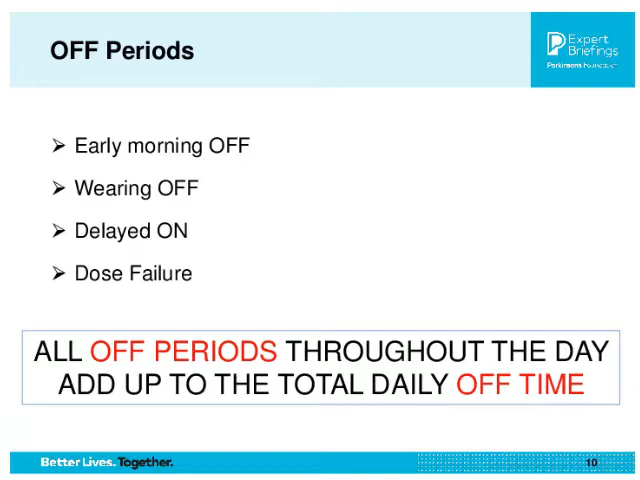 OFF Periods
Expert
Briefings
Parkinson's Foundation
➢ Early morning OFF
➢ Wearing OFF
➢ Delayed ON
➢ Dose Failure
ALL OFF PERIODS THROUGHOUT THE DAY
ADD UP TO THE TOTAL DAILY OFF TIME
Better Lives. Together.
10